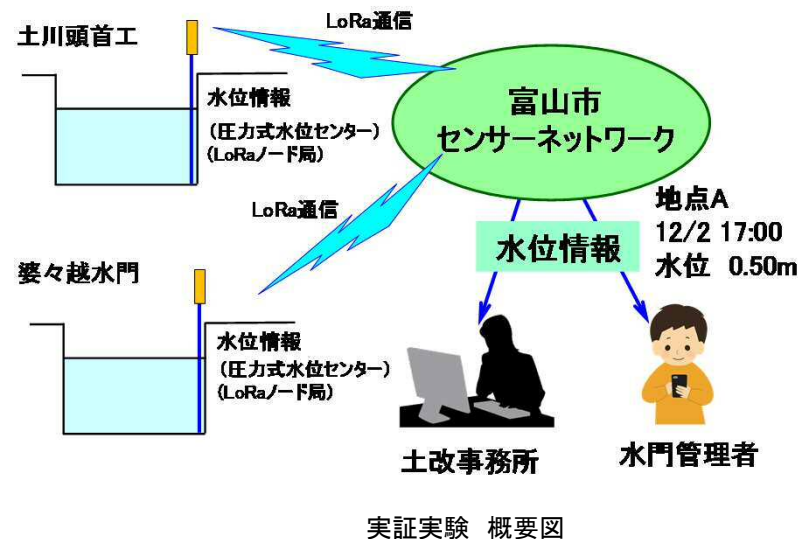 土川頭首工
LoRa通信
水位情報
（圧力式水位センター）
(LoRaノード局)
富山市
センサーネットワーク
LoRa通信
地点A
12/2 17:00
水位 0.50m
水位情報
婆々越水門
水位情報
（圧力式水位センター）
(LoRaノード局)
土改事務所
水門管理者
実証実験 概要図